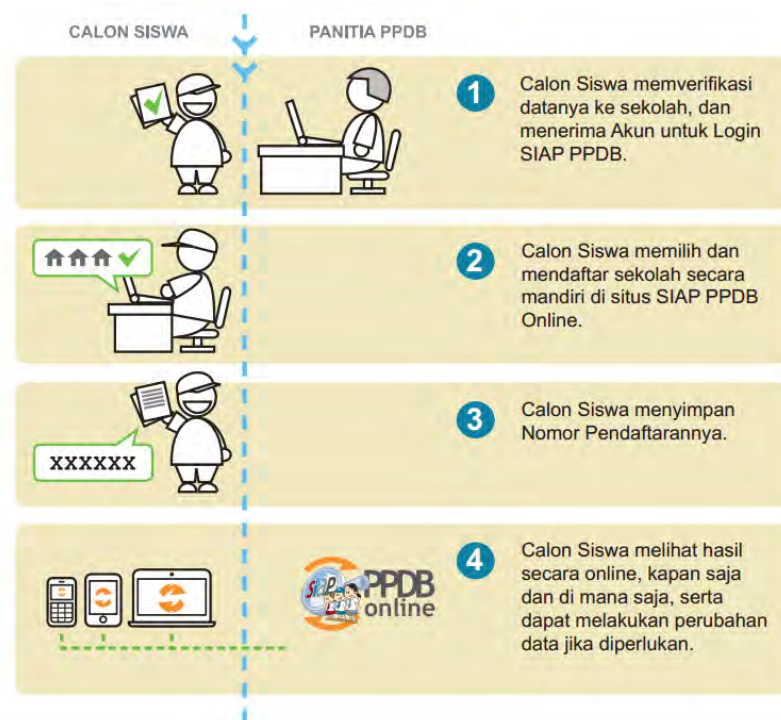 CALON SISWA
PANITIA PPDB
1
Calon Siswa memverifikasi
datanya ke sekolah, dan
menerima Akun untuk Login
SIAP PPDB.
2
Calon Siswa memilih dan
mendaftar sekolah secara
mandiri di situs SIAP PPDB
Online.
3
Calon Siswa menyimpan
Nomor Pendaftarannya.
XXXXXX
SIAP PPDB
online
4
Calon Siswa melihat hasil
secara online, kapan saja
dan di mana saja, serta
dapat melakukan perubahan
data jika diperlukan.